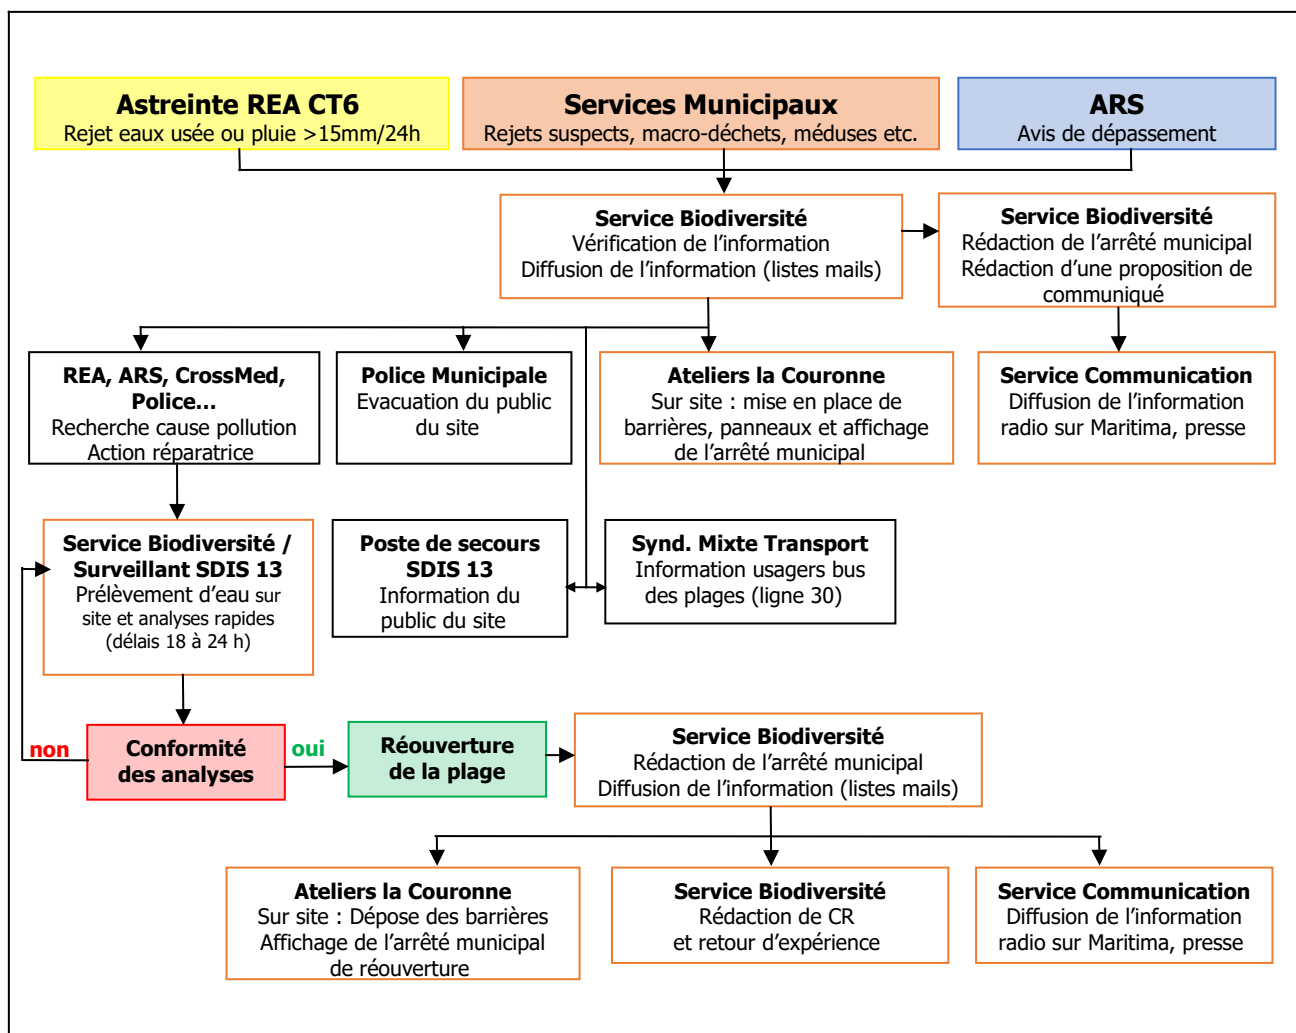 Astreinte REA CT6
Rejet eaux usée ou pluie >15mm/24h
Services Municipaux
Rejets suspects, macro-déchets, méduses etc.
ARS
Avis de dépassement
Service Biodiversité
Vérification de l’information
Diffusion de l’information (listes mails)
Service Biodiversité
Rédaction de l’arrêté municipal
Rédaction d’une proposition de
communiqué
REA, ARS, CrossMed,
Police...
Recherche cause pollution
Action réparatrice
Police Municipale
Evacuation du public
du site
Ateliers la Couronne
Sur site : mise en place de
barrières, panneaux et affichage
de l’arrêté municipal
Service Communication
Diffusion de l’information
radio sur Maritima, presse
Service Biodiversité /
Surveillant SDIS 13
Prélèvement d’eau sur
site et analyses rapides
(délais 18 à 24 h)
Poste de secours
SDIS 13
Information du
public du site
Synd. Mixte Transport
Information usagers bus
des plages (ligne 30)
non
Conformité
des analyses
oui
Réouverture
de la plage
Service Biodiversité
Rédaction de l’arrêté municipal
Diffusion de l’information (listes mails)
Ateliers la Couronne
Sur site : Dépose des barrières
Affichage de l’arrêté municipal
de réouverture
Service Biodiversité
Rédaction de CR
et retour d’expérience
Service Communication
Diffusion de l’information
radio sur Maritima, presse